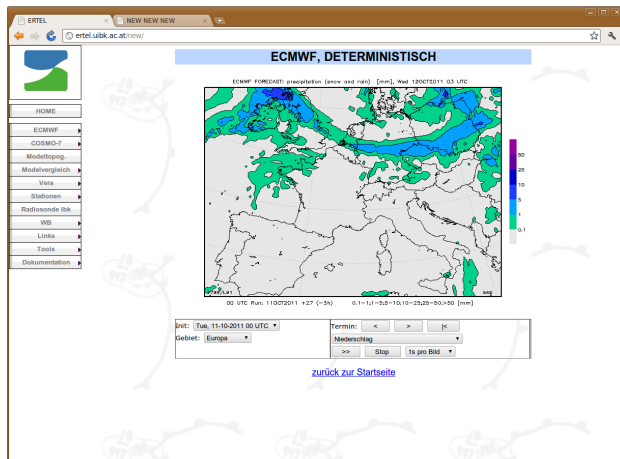 ERTEL
NEW NEW NEW
ertel.uibk.ac.at/new/
HOME
ECMWF
COSMO-7
Modeltopog.
Modelvergleich
Vera
Stationen
Radiosonde Ibk
WB
Links
Tools
Dokumentation
ECMWF, DETERMINISTISCH
ECMWF FORECAST: precipitation (snow and rain) [mm], Wed 12OCT2011 03 UTC
50
25
10
5
1
0.1
00 UTC Run: 11OCT2011 +27 (-3h) 0.1-1;1-5;5-10;10-25;25-50;>50 [mm]
Init: Tue, 11-10-2011 00 UTC
Gebiet: Europa
Termin: < > |<
Niederschlag
>> Stop 1s pro Bild
zurück zur Startseite